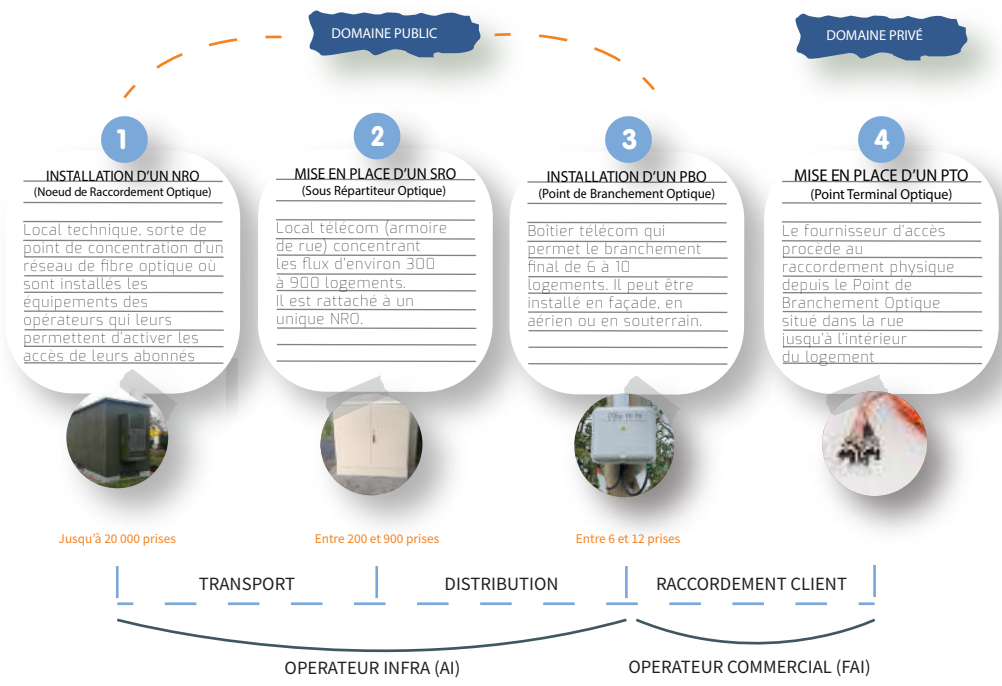 DOMAINE PUBLIC
DOMAINE PRIVÉ
1
INSTALLATION D'UN NRO
(Noeud de Raccordement Optique)
Local technique, sorte de
point de concentration d'un
réseau de fibre optique où
sont installés les
équipements des
opérateurs qui leurs
permettent d'activer les
accès de leurs abonnés
Jusqu'à 20 000 prises
2
MISE EN PLACE D'UN SRO
(Sous Répartiteur Optique)
Local télécom (armoire
de rue) concentrant
les flux d'environ 300
à 900 logements.
Il est rattaché à un
unique NRO.
Entre 200 et 900 prises
3
INSTALLATION D'UN PBO
(Point de Branchement Optique)
Boîtier télécom qui
permet le branchement
final de 6 à 10
logements. Il peut être
installé en façade, en
aérien ou en souterrain.
Entre 6 et 12 prises
4
MISE EN PLACE D'UN PTO
(Point Terminal Optique)
Le fournisseur d'accès
procède au
raccordement physique
depuis le Point de
Branchement Optique
situé dans la rue
jusqu'à l'intérieur
du logement
TRANSPORT
DISTRIBUTION
RACCORDEMENT CLIENT
OPERATEUR INFRA (AI)
OPERATEUR COMMERCIAL (FAI)